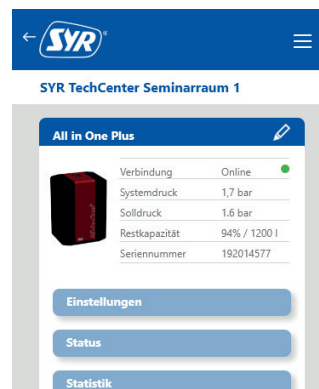 SYR
SYR TechCenter Seminarraum 1
All in One Plus
Verbindung Online
Systemdruck 1,7 bar
Solldruck 1.6 bar
Restkapazität 94% / 1200 l
Seriennummer 192014577
Einstellungen
Status
Statistik